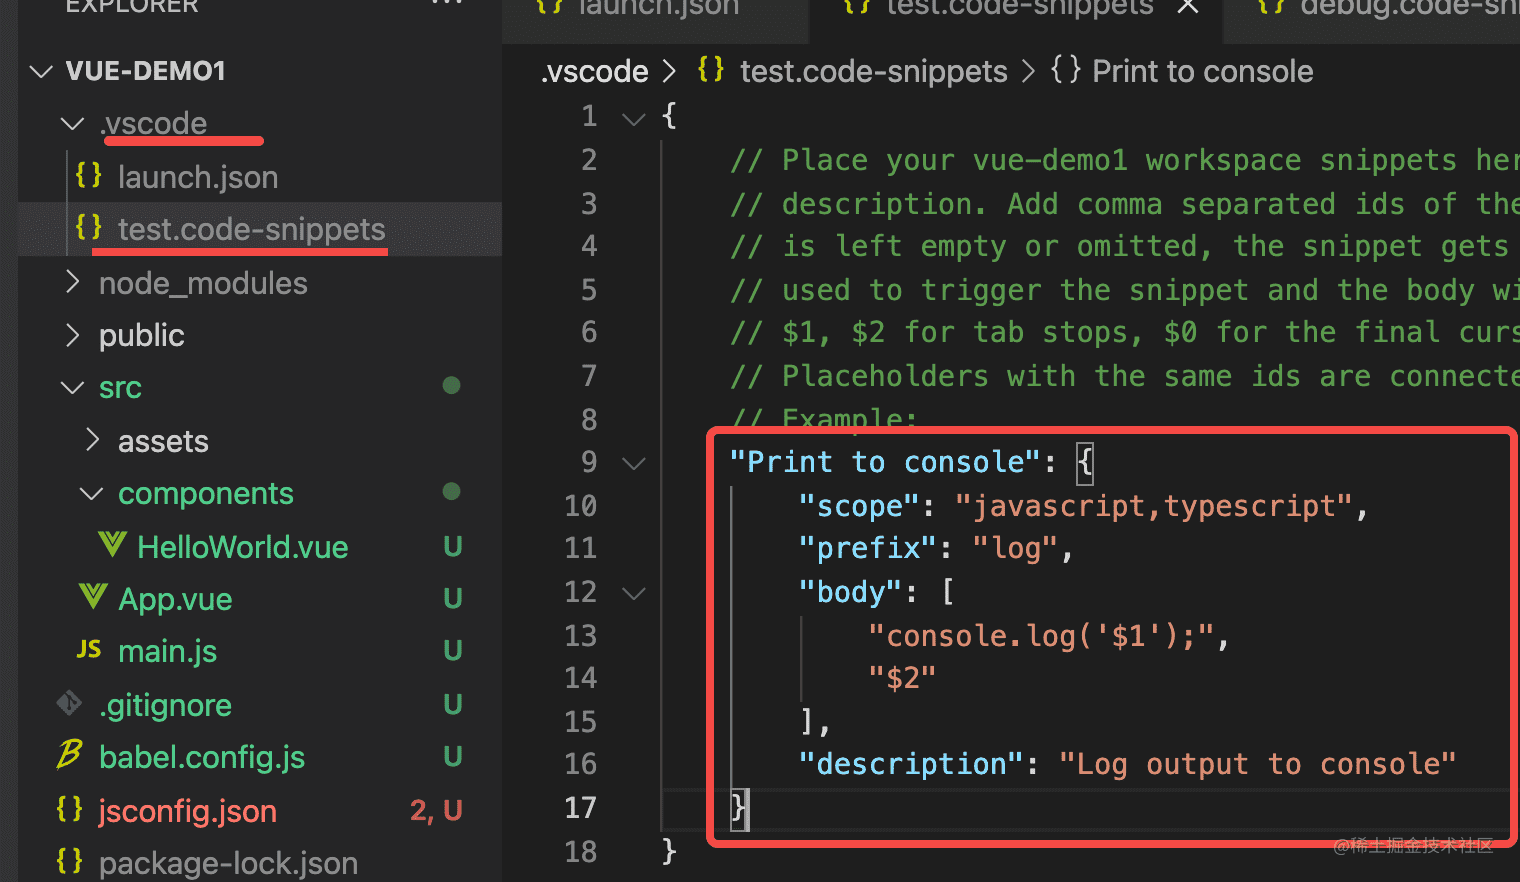 EXPLORER
···
VUE-DEMO1
.vscode
{} launch.json
{} test.code-snippets
node_modules
public
src
assets
components
HelloWorld.vue U
App.vue U
JS main.js U
.gitignore U
babel.config.js U
{} jsconfig.json 2, U
{} package-lock.json
{} launch.json
{} test.code-snippets
{} debug.code-sn
.vscode > {} test.code-snippets > {} Print to console
1 {
2 // Place your vue-demo1 workspace snippets her
3 // description. Add comma separated ids of the
4 // is left empty or omitted, the snippet gets
5 // used to trigger the snippet and the body wi
6 // $1, $2 for tab stops, $0 for the final curs
7 // Placeholders with the same ids are connecte
8 // Example:
9 "Print to console": {
10 "scope": "javascript,typescript",
11 "prefix": "log",
12 "body": [
13 "console.log('$1');",
14 "$2"
15 ],
16 "description": "Log output to console"
17 }
18 }
@稀土掘金技术社区